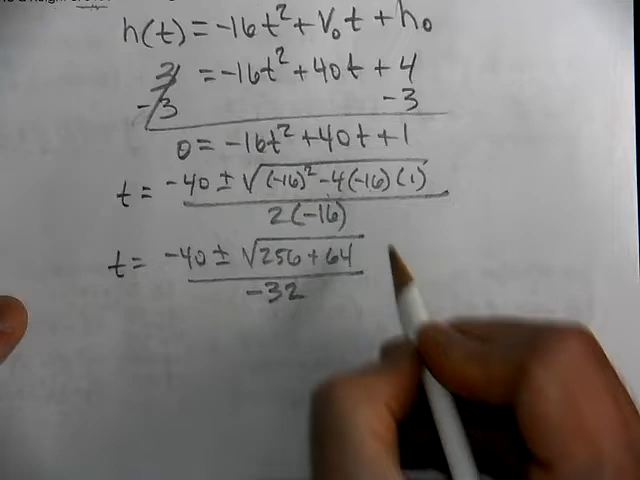 h(t) = -16t² + V₀t + h₀
3 = -16t² + 40t + 4
-3 -3
0 = -16t² + 40t + 1
t = -40 ± √(-16)² - 4(-16)(1)
2(-16)
t = -40 ± √256 + 64
-32